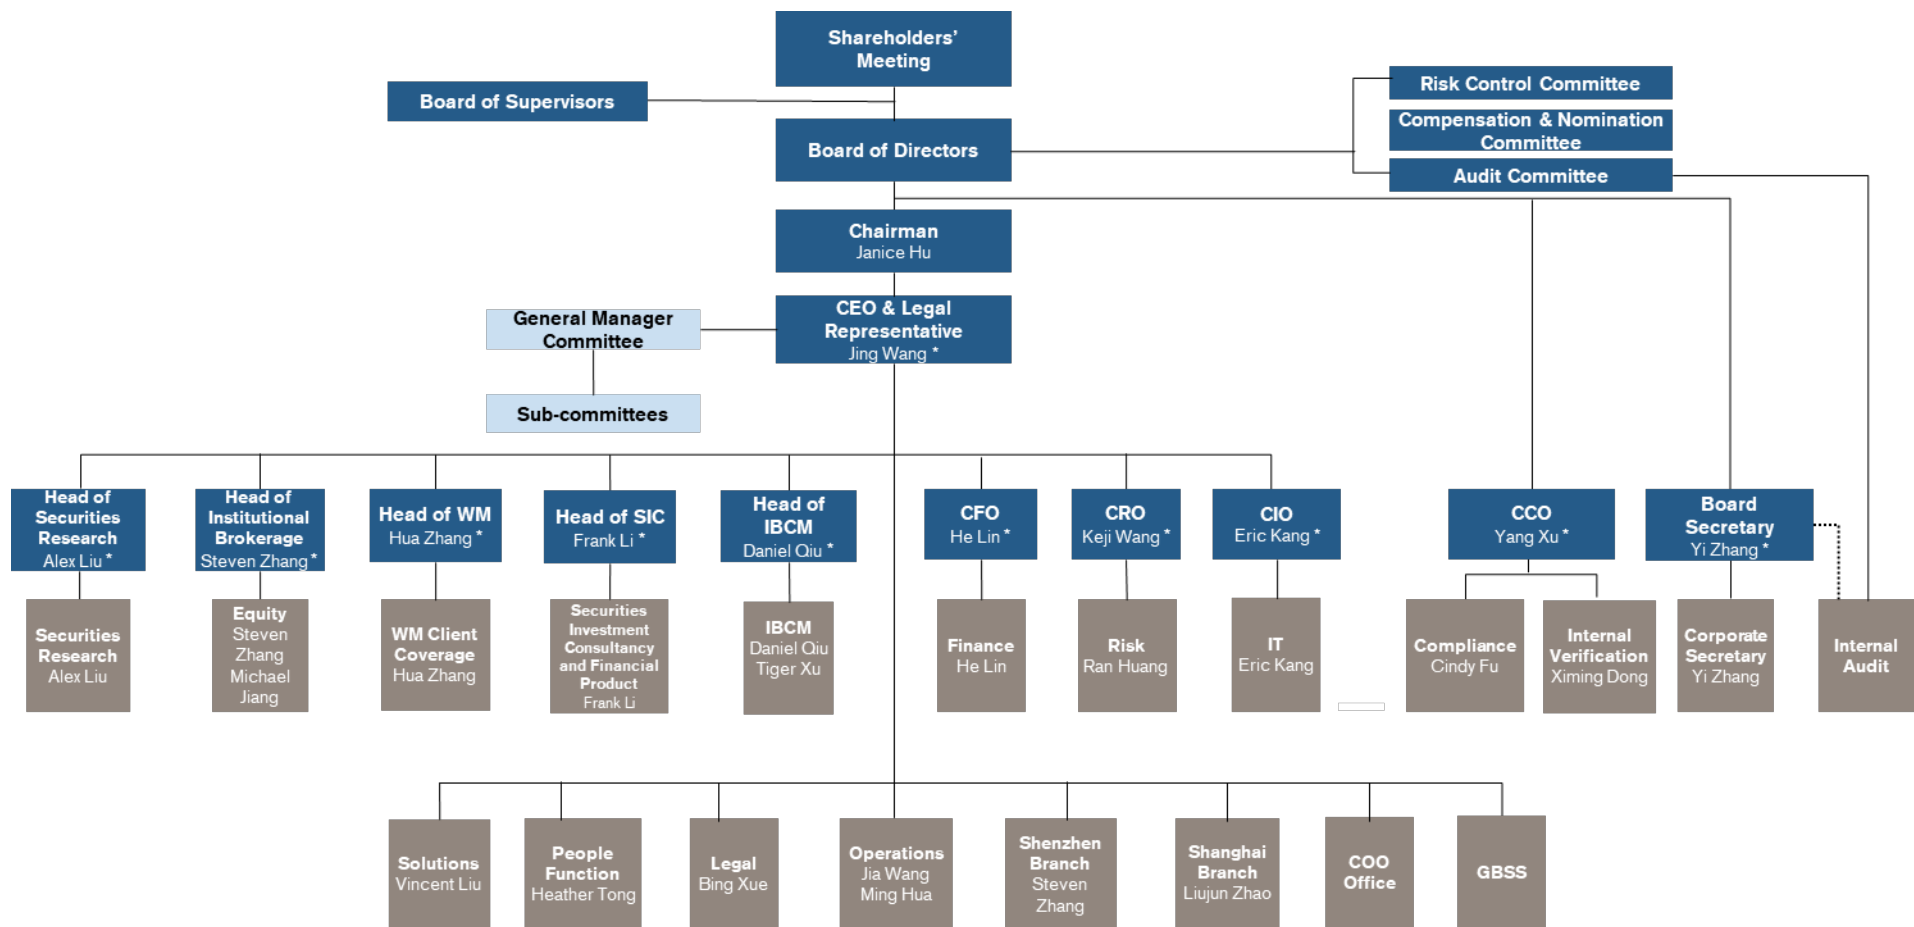 Shareholders'
Meeting
Board of Supervisors
Risk Control Committee
Compensation & Nomination
Committee
Board of Directors
Audit Committee
Chairman
Janice Hu
CEO & Legal
Representative
Jing Wang *
General Manager
Committee
Sub-committees
Head of
Securities
Research
Alex Liu *
Head of
Institutional
Brokerage
Steven Zhang *
Head of WM
Hua Zhang *
Head of SIC
Frank Li *
Head of
IBCM
Daniel Qiu *
CFO
He Lin *
CRO
Keji Wang *
CIO
Eric Kang *
CCO
Yang Xu *
Board
Secretary
Yi Zhang *
Securities
Research
Alex Liu
Equity
Steven
Zhang
Michael
Jiang
WM Client
Coverage
Hua Zhang
Securities
Investment
Consultancy
and Financial
Product
Frank Li
IBCM
Daniel Qiu
Tiger Xu
Finance
He Lin
Risk
Ran Huang
IT
Eric Kang
Compliance
Cindy Fu
Internal
Verification
Ximing Dong
Corporate
Secretary
Yi Zhang
Internal
Audit
Solutions
Vincent Liu
People
Function
Heather Tong
Legal
Bing Xue
Operations
Jia Wang
Ming Hua
Shenzhen
Branch
Steven
Zhang
Shanghai
Branch
Liujun Zhao
COO
Office
GBSS